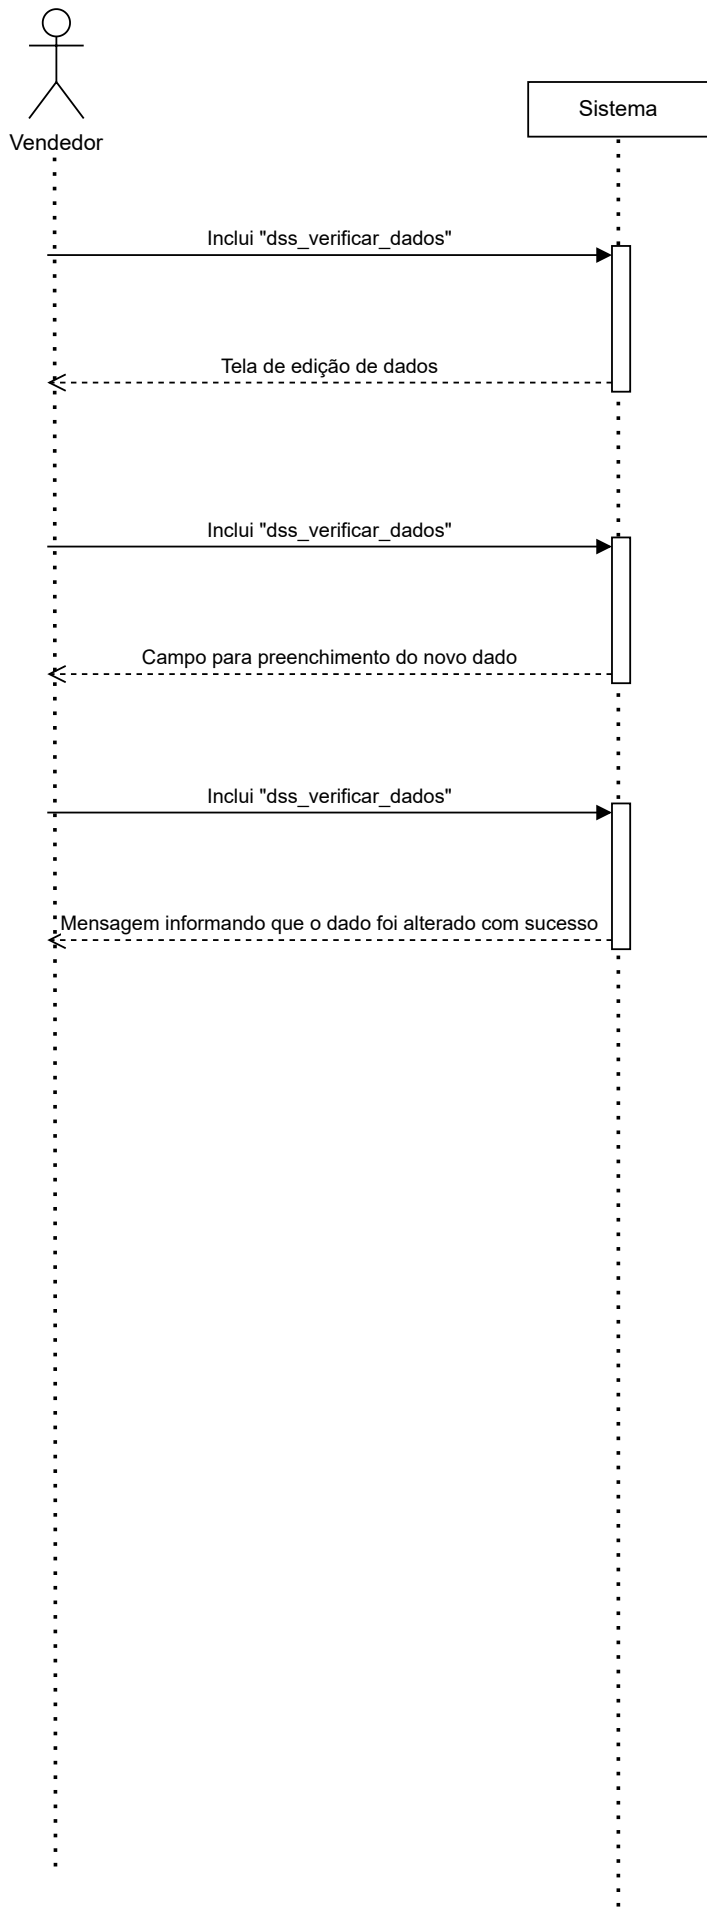 Vendedor
Sistema
Inclui "dss_verificar_dados"
Tela de edição de dados
Inclui "dss_verificar_dados"
Campo para preenchimento do novo dado
Inclui "dss_verificar_dados"
Mensagem informando que o dado foi alterado com sucesso